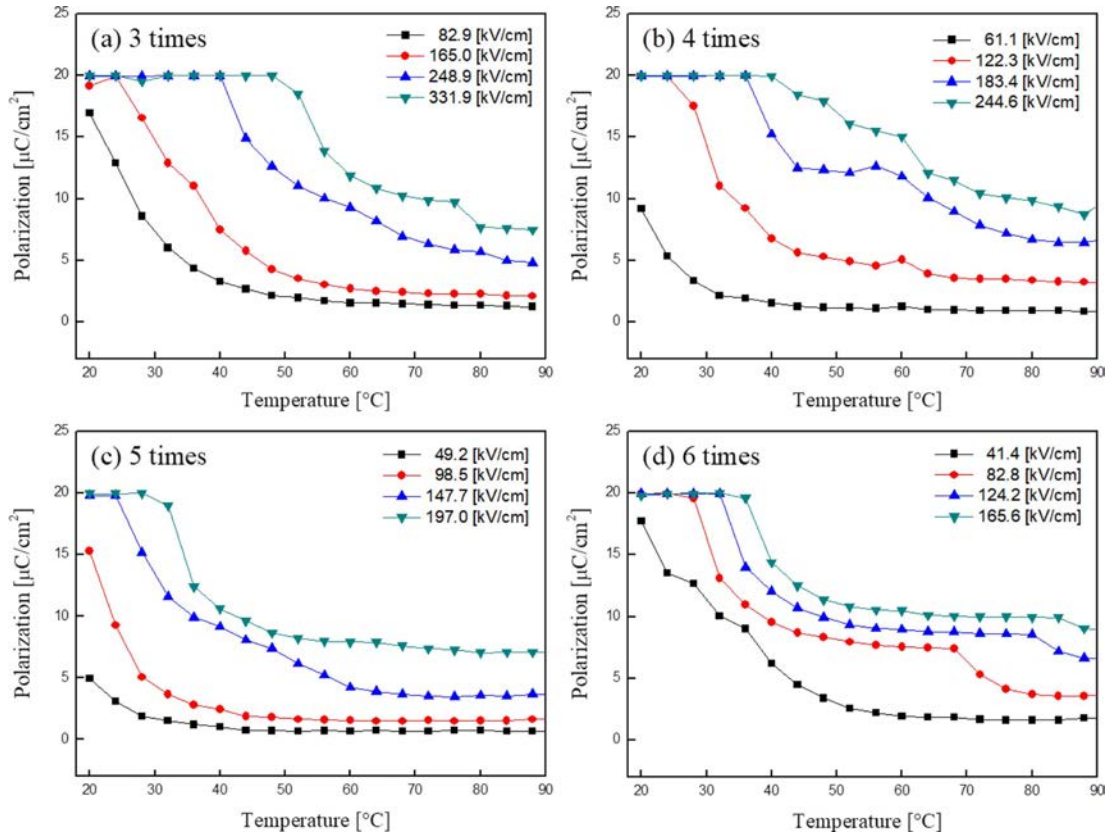 (a) 3 times
82.9 [kV/cm]
165.0 [kV/cm]
248.9 [kV/cm]
331.9 [kV/cm]
Polarization [μC/cm²]
25
20
15
10
5
0
20 30 40 50 60 70 80 90
Temperature [°C]
(b) 4 times
61.1 [kV/cm]
122.3 [kV/cm]
183.4 [kV/cm]
244.6 [kV/cm]
Polarization [μC/cm²]
25
20
15
10
5
0
20 30 40 50 60 70 80 90
Temperature [°C]
(c) 5 times
49.2 [kV/cm]
98.5 [kV/cm]
147.7 [kV/cm]
197.0 [kV/cm]
Polarization [μC/cm²]
25
20
15
10
5
0
20 30 40 50 60 70 80 90
Temperature [°C]
(d) 6 times
41.4 [kV/cm]
82.8 [kV/cm]
124.2 [kV/cm]
165.6 [kV/cm]
Polarization [μC/cm²]
25
20
15
10
5
0
20 30 40 50 60 70 80 90
Temperature [°C]